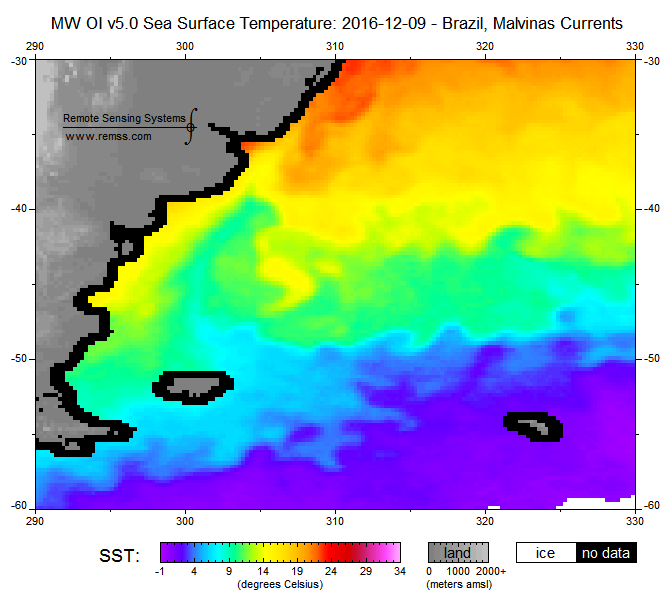 MW OI v5.0 Sea Surface Temperature: 2016-12-09 - Brazil, Malvinas Currents
290 300 310 320 330
-30 -30
Remote Sensing Systems
www.remss.com
-40 -40
-50 -50
-60 -60
290 300 310 320 330
SST: land ice no data
-1 4 9 14 19 24 29 34 0 1000 2000+
(degrees Celsius) (meters amsl)